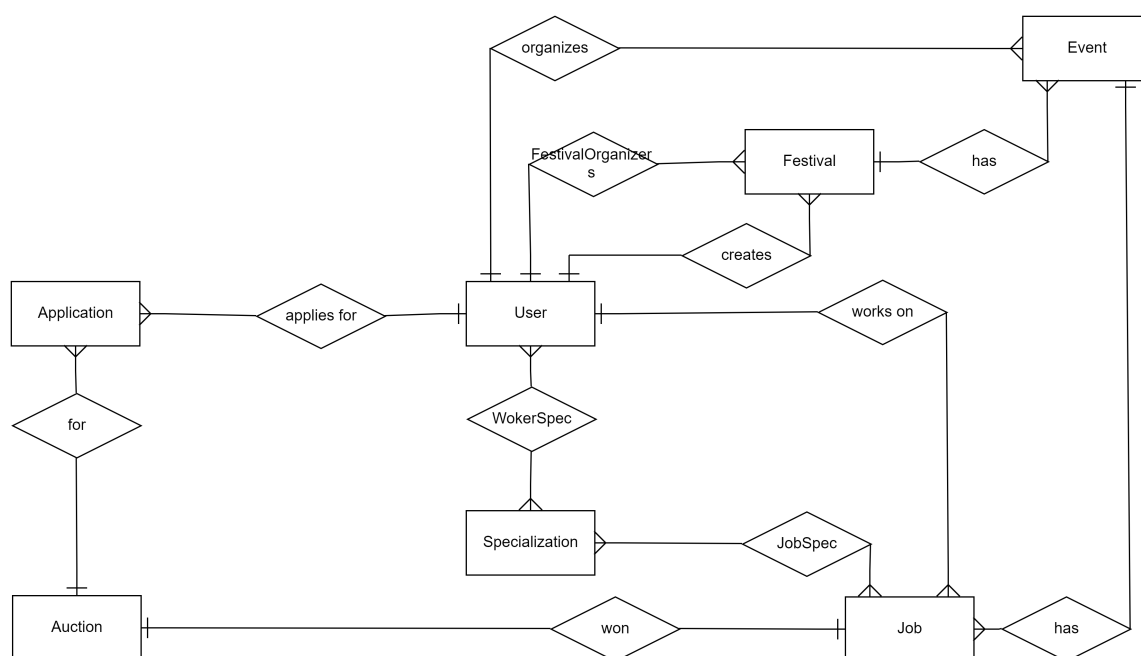 organizes
Event
FestivalOrganizer
s
Festival
has
creates
Application
applies for
User
works on
for
WokerSpec
Specialization
JobSpec
Auction
won
Job
has